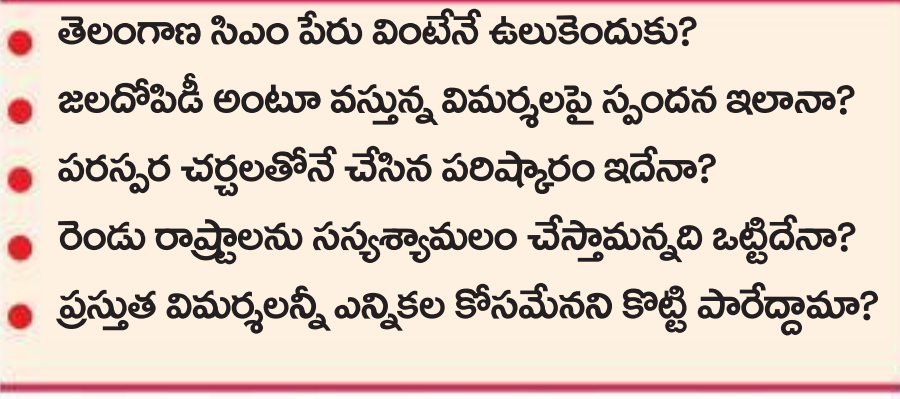 తెలంగాణ సిఎం పేరు వింటేనే ఉలుకెందుకు?
జలదోపిడీ అంటూ వస్తున్న విమర్శలపై స్పందన ఇలానా?
పరస్పర చర్చలతోనే చేసిన పరిష్కారం ఇదేనా?
రెండు రాష్ట్రాలను సస్యశ్యామలం చేస్తామన్నది ఒట్టిదేనా?
ప్రస్తుత విమర్శలన్నీ ఎన్నికల కోసమేనని కొట్టి పారేద్దామా?